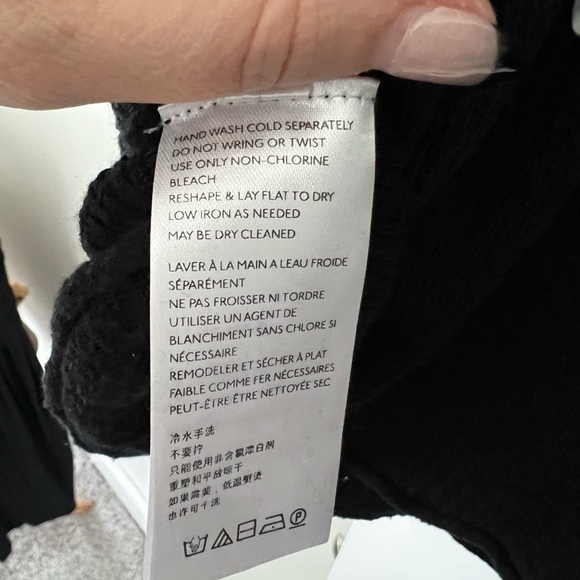 HAND WASH COLD SEPARATELY
DO NOT WRING OR TWIST
USE ONLY NON-CHLORINE
BLEACH
RESHAPE & LAY FLAT TO DRY
LOW IRON AS NEEDED
MAY BE DRY CLEANED
LAVER À LA MAIN A LEAU FROIDE
SÉPARÉMENT
NE PAS FROISSER NI TORDRE
UTILISER UN AGENT DE
BLANCHIMENT SANS CHLORE SI
NÉCESSAIRE
REMODELER ET SÉCHER À PLAT
FAIBLE COMME FER NÉCESSAIRES
PEUT-ÊTRE ÊTRE NETTOYÉE SEC
冷水手洗
不要拧
只能使用非含氯漂白剂
重塑和平放晾干
如果需要，低温熨烫
也许可干洗
P